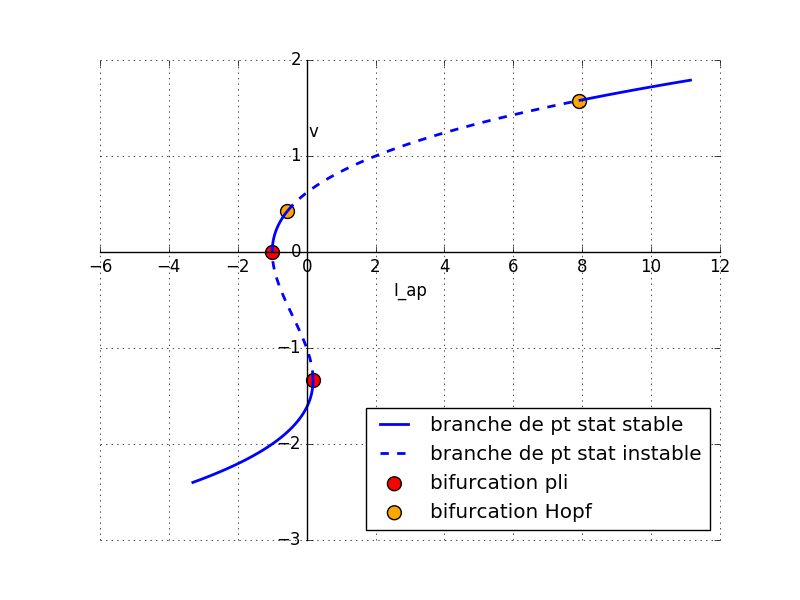 2
v
1
0
−6 −4 −2 0 2 4 6 8 10 12
I_ap
−1
branche de pt stat stable
−2
branche de pt stat instable
bifurcation pli
bifurcation Hopf
−3